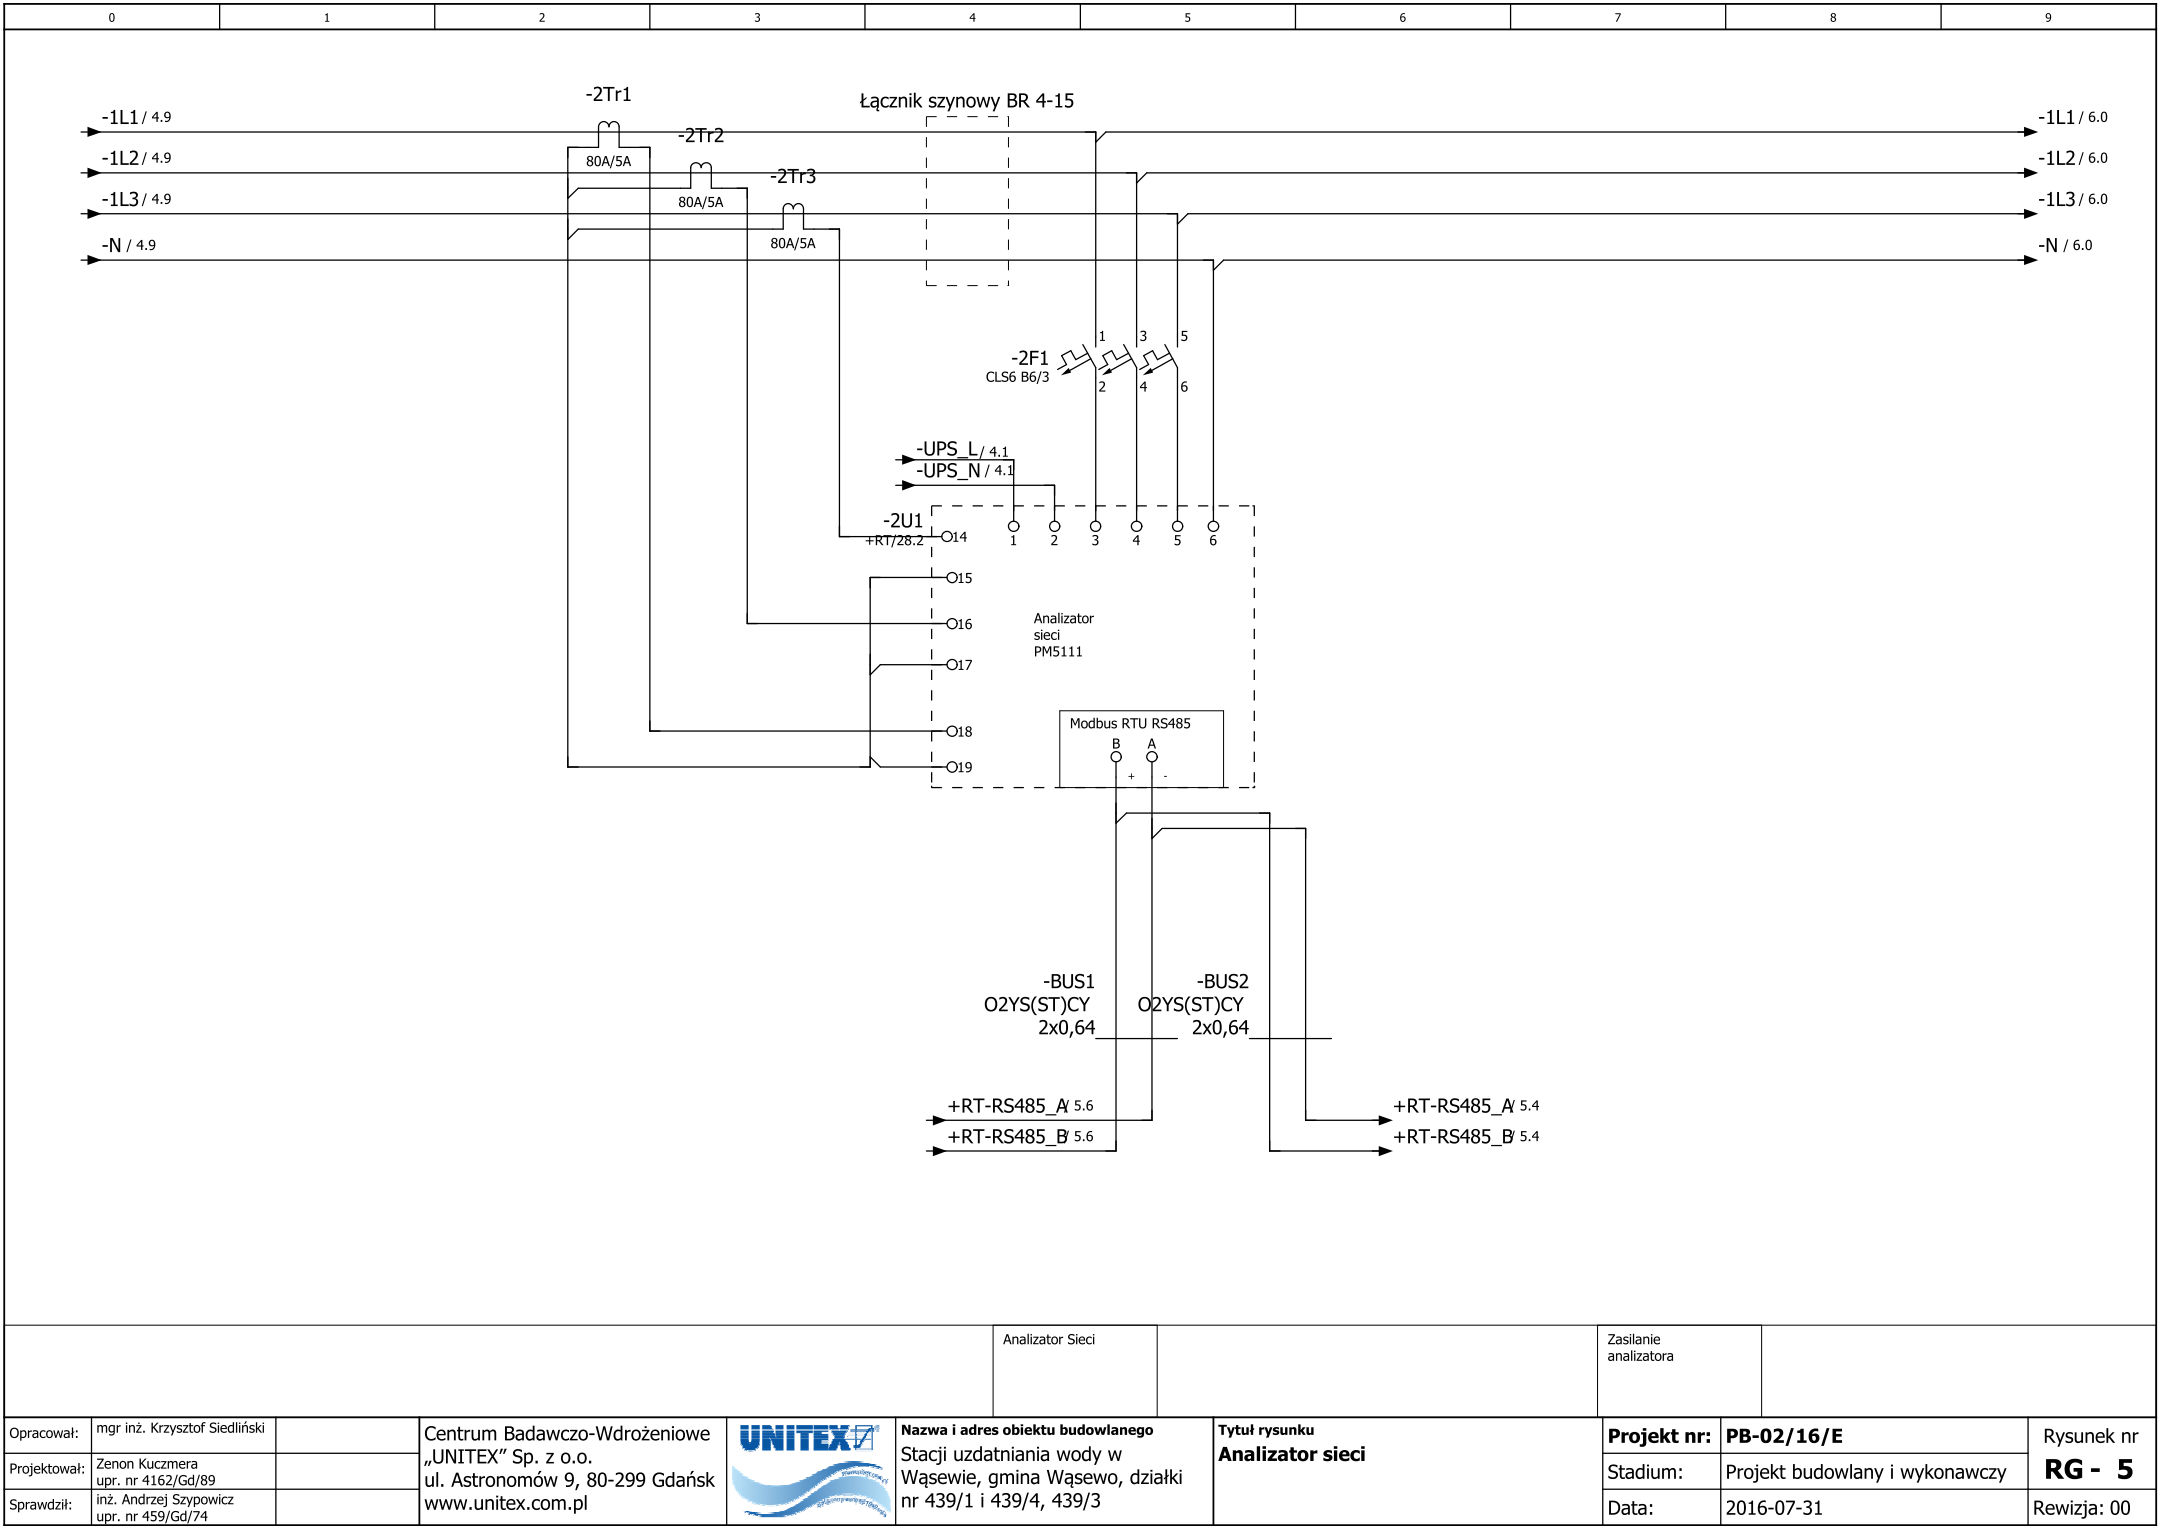 0 1 2 3 4 5 6 7 8 9
-2Tr1
Łącznik szynowy BR 4-15
-1L1 / 4.9
-1L1 / 6.0
-2Tr2
80A/5A
-1L2 / 4.9
-1L2 / 6.0
-2Tr3
80A/5A
-1L3 / 4.9
-1L3 / 6.0
80A/5A
-N / 4.9
-N / 6.0
1 3 5
-2F1
CLS6 B6/3
2 4 6
-UPS_L / 4.1
-UPS_N / 4.1
-2U1
+RT/28.2
14 1 2 3 4 5 6
15
16
Analizator
sieci
PM5111
17
18
19
Modbus RTU RS485
B A
+ -
-BUS1
O2YS(ST)CY
2x0,64
-BUS2
O2YS(ST)CY
2x0,64
+RT-RS485_A / 5.6
+RT-RS485_B / 5.6
+RT-RS485_A / 5.4
+RT-RS485_B / 5.4
Analizator Sieci
Zasilanie
analizatora
Opracował: mgr inż. Krzysztof Siedliński
Projektował: Zenon Kuczmera
upr. nr 4162/Gd/89
Sprawdził: inż. Andrzej Szypowicz
upr. nr 459/Gd/74
Centrum Badawczo-Wdrożeniowe
„UNITEX” Sp. z o.o.
ul. Astronomów 9, 80-299 Gdańsk
www.unitex.com.pl
UNITEX
Nazwa i adres obiektu budowlanego
Stacji uzdatniania wody w
Wąsewie, gmina Wąsewo, działki
nr 439/1 i 439/4, 439/3
Tytuł rysunku
Analizator sieci
Projekt nr: PB-02/16/E
Stadium: Projekt budowlany i wykonawczy
Data: 2016-07-31
Rysunek nr
RG - 5
Rewizja: 00